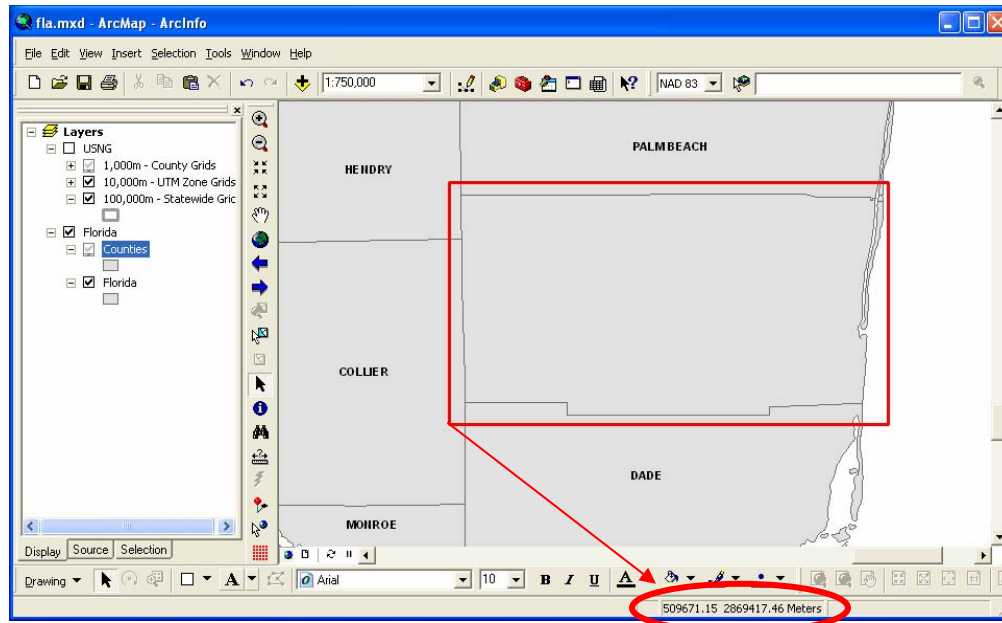 fla.mxd - ArcMap - ArcInfo
File Edit View Insert Selection Tools Window Help
1:750,000 NAD 83
Layers
USNG
1,000m - County Grids
10,000m - UTM Zone Grids
100,000m - Statewide Gric
Florida
Counties
Florida
PALM BEACH
HENDRY
COLLIER
DADE
MONROE
Display Source Selection
Drawing A Arial 10 B I U A
509671.15 2869417.46 Meters